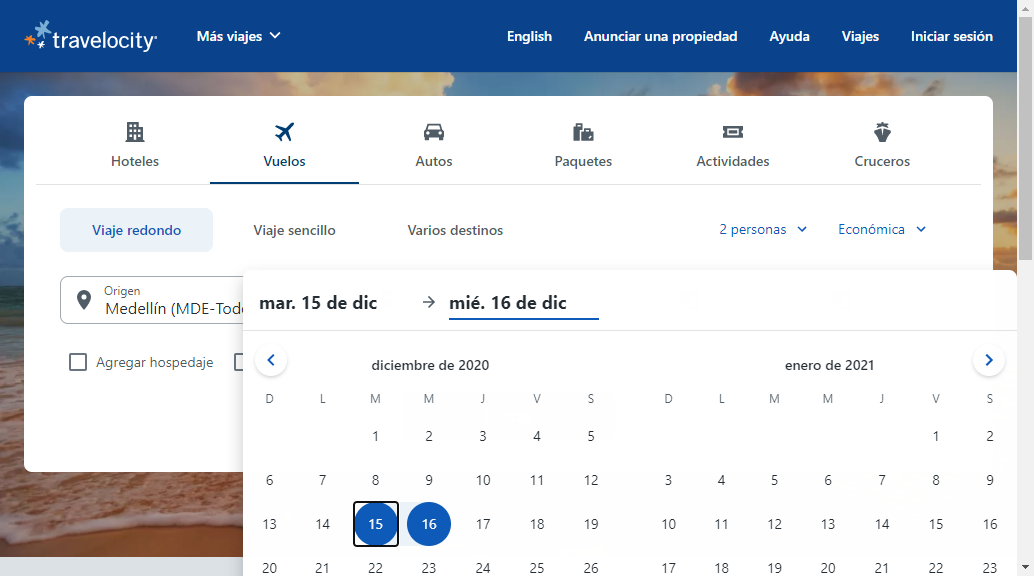 travelocity
Más viajes
English
Anunciar una propiedad
Ayuda
Viajes
Iniciar sesión
Hoteles
Vuelos
Autos
Paquetes
Actividades
Cruceros
Viaje redondo
Viaje sencillo
Varios destinos
2 personas
Económica
Origen
Medellín (MDE-Tod
mar. 15 de dic
mié. 16 de dic
Agregar hospedaje
diciembre de 2020
D L M M J V S
1 2 3 4 5
6 7 8 9 10 11 12
13 14 15 16 17 18 19
20 21 22 23 24 25 26
enero de 2021
D L M M J V S
1 2
3 4 5 6 7 8 9
10 11 12 13 14 15 16
17 18 19 20 21 22 23